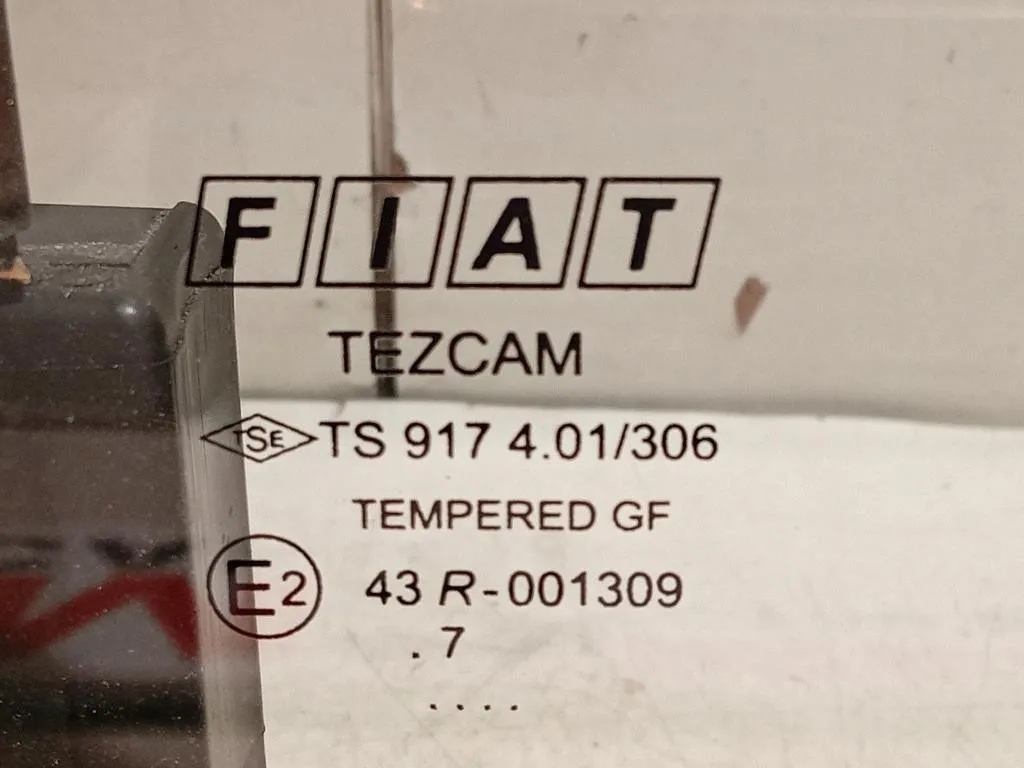 FIAT
TEZCAM
TSE TS 917 4.01/306
TEMPERED GF
E2 43 R-001309
. 7
. . . .